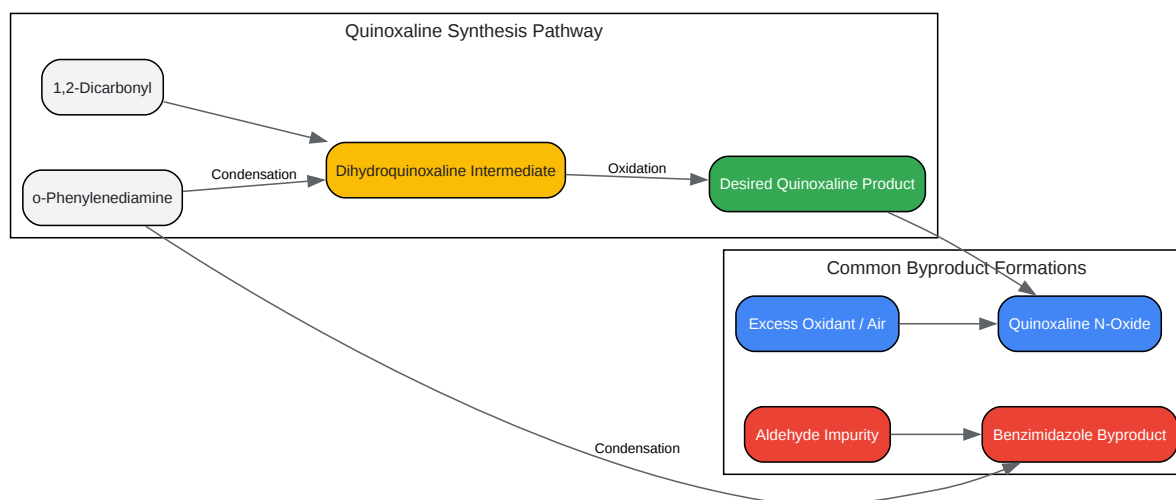 Quinoxaline Synthesis Pathway
1,2-Dicarbonyl
o-Phenylenediamine
Condensation
Dihydroquinoxaline Intermediate
Oxidation
Desired Quinoxaline Product
Common Byproduct Formations
Excess Oxidant / Air
Quinoxaline N-Oxide
Aldehyde Impurity
Benzimidazole Byproduct
Condensation